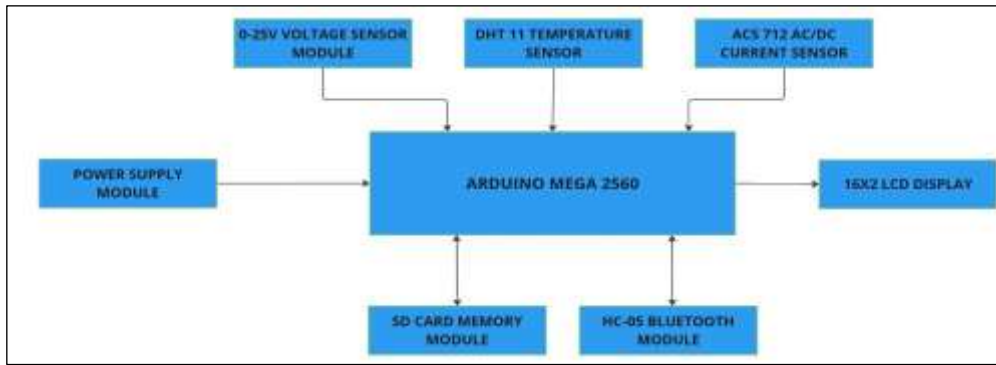 0-25V VOLTAGE SENSOR
MODULE
DHT 11 TEMPERATURE
SENSOR
ACS 712 AC/DC
CURRENT SENSOR
POWER SUPPLY
MODULE
ARDUINO MEGA 2560
16X2 LCD DISPLAY
SD CARD MEMORY
MODULE
HC-05 BLUETOOTH
MODULE